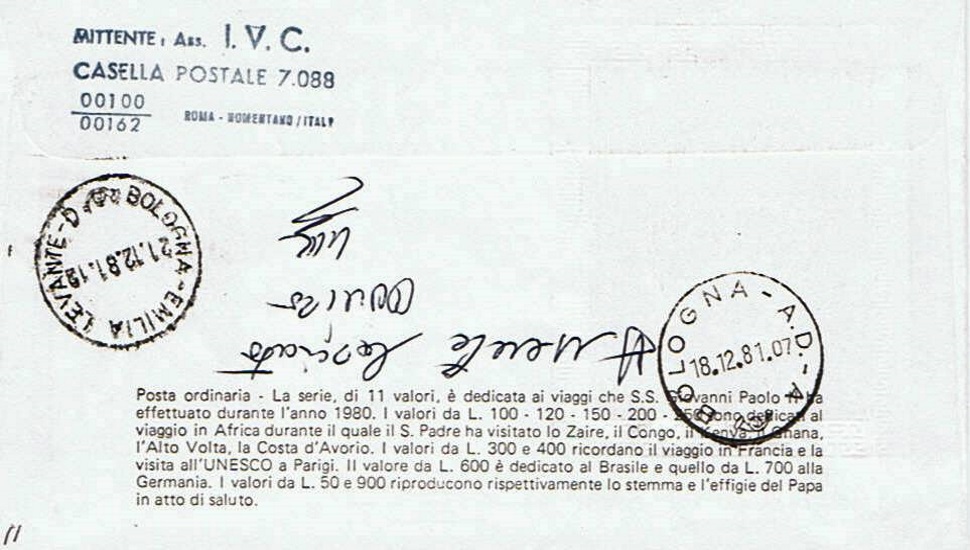 MITTENTE: Ass. I. V. C.
CASELLA POSTALE 7.088
00100
00162
ROMA - NOMENTANO / ITALY
BOLOGNA-EMILIA LEVANTE-D.C.
21.12.81.12
Assente lasciato
avviso
BOLOGNA - A.D. - A
18.12.81.07
Posta ordinaria - La serie, di 11 valori, è dedicata ai viaggi che S.S. Giovanni Paolo II ha
effettuato durante l'anno 1980. I valori da L. 100 - 120 - 150 - 200 - 250 sono dedicati al
viaggio in Africa durante il quale il S. Padre ha visitato lo Zaire, il Congo, il Kenya, il Ghana,
l'Alto Volta, la Costa d'Avorio. I valori da L. 300 e 400 ricordano il viaggio in Francia e la
visita all'UNESCO a Parigi. Il valore da L. 600 è dedicato al Brasile e quello da L. 700 alla
Germania. I valori da L. 50 e 900 riproducono rispettivamente lo stemma e l'effigie del Papa
in atto di saluto.